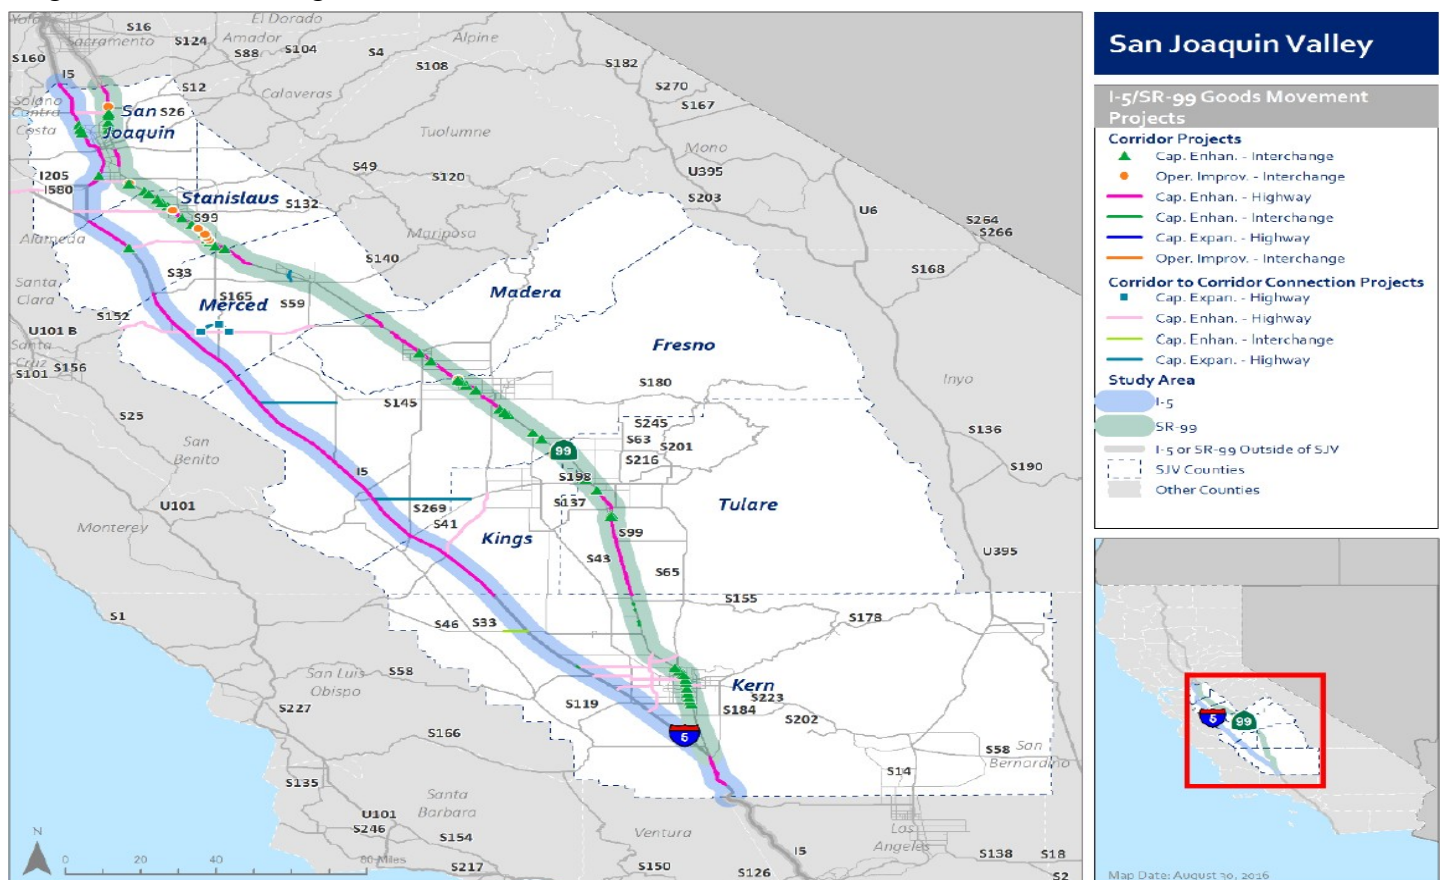 San Joaquin Valley
I-5/SR-99 Goods Movement
Projects
Corridor Projects
Cap. Enhan. - Interchange
Oper. Improv. - Interchange
Cap. Enhan. - Highway
Cap. Enhan. - Interchange
Cap. Expan. - Highway
Oper. Improv. - Interchange
Corridor to Corridor Connection Projects
Cap. Expan. - Highway
Cap. Enhan. - Highway
Cap. Enhan. - Interchange
Cap. Expan. - Highway
Study Area
I-5
SR-99
I-5 or SR-99 Outside of SJV
SJV Counties
Other Counties
Yolo
S16
El Dorado
Sacramento
S124
Amador
S104
Alpine
S88
S4
S160
S108
S182
I5
S12
S270
Solano
Calaveras
S167
Contra
San
S26
Costa
Joaquin
Tuolumne
Mono
I205
S49
U395
I580
S120
Stanislaus
S203
S132
U6
S99
S264
Alameda
Mariposa
S266
S140
S33
S168
Santa
Clara
Madera
S165
S59
Merced
S152
U101 B
Fresno
Santa
Cruz
S156
S101
S180
Inyo
S145
S25
S245
S136
San
Benito
S63
S201
99
S216
I5
S190
S198
U101
S269
S137
Tulare
Monterey
S41
S99
Kings
U395
S43
S65
S155
S1
S178
S46
S33
San Luis
Obispo
S58
Kern
S223
S227
S119
S184
S202
S166
5
S58
San
Bernardino
S14
S135
Santa
Barbara
U101
S246
S154
Ventura
Los
Angeles
I5
S138
S18
N
0
20
40
80 Miles
S217
S150
S126
S2
5
99
Map Date: August 30, 2016